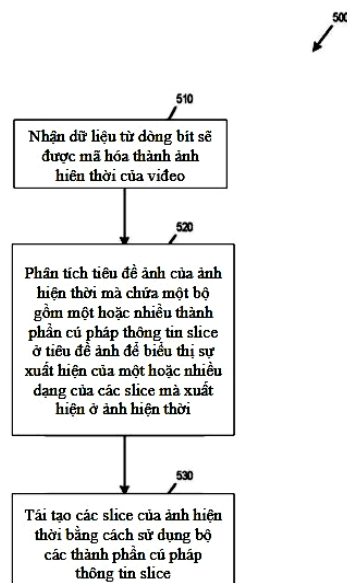 500
510
Nhận dữ liệu từ dòng bít sẽ
được mã hóa thành ảnh
hiện thời của video
520
Phân tích tiêu đề ảnh của ảnh
hiện thời mà chứa một bộ
gồm một hoặc nhiều thành
phần cú pháp thông tin slice
ở tiêu đề ảnh để biểu thị sự
xuất hiện của một hoặc nhiều
dạng của các slice mà xuất
hiện ở ảnh hiện thời
530
Tái tạo các slice của ảnh hiện
thời bằng cách sử dụng bộ
các thành phần cú pháp
thông tin slice